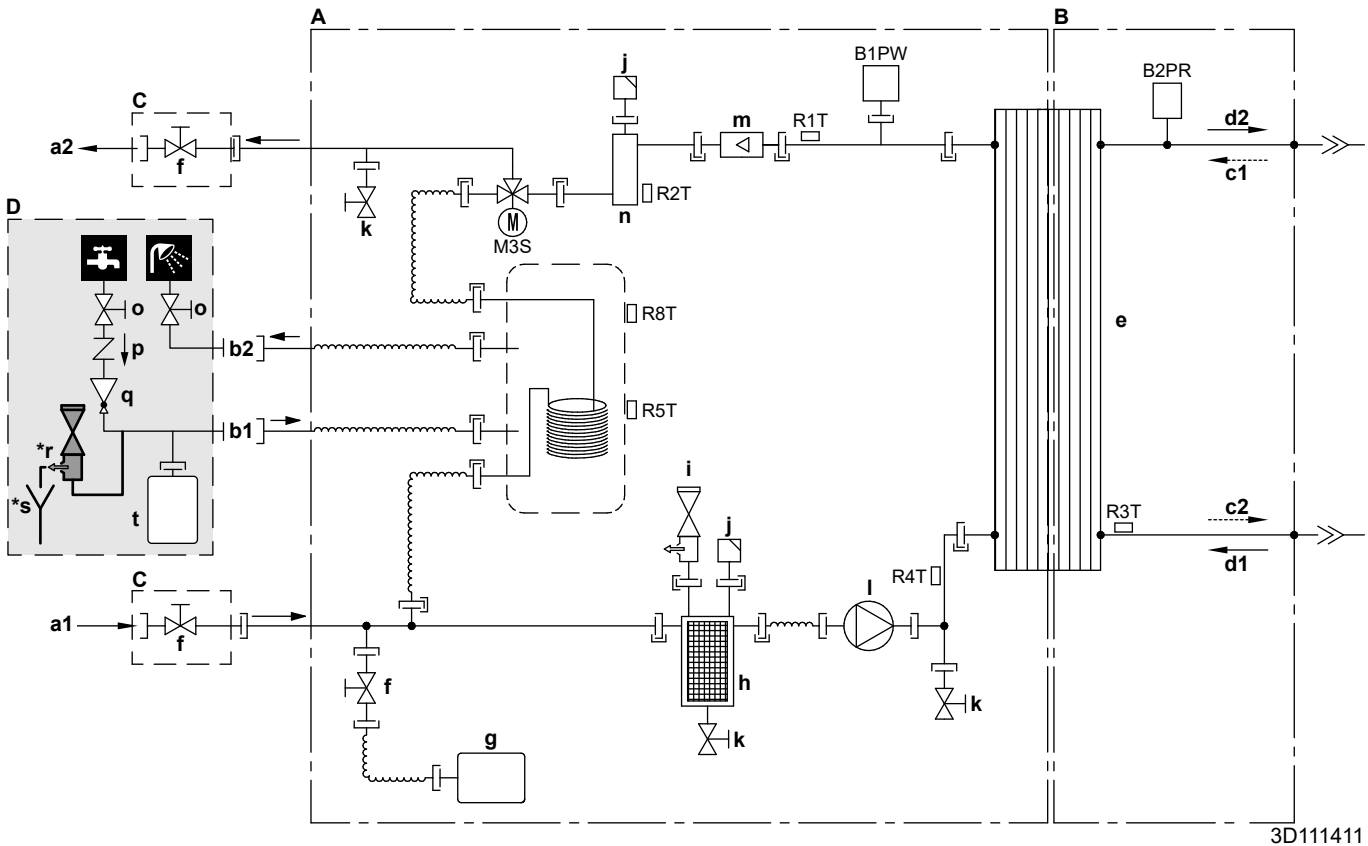 A
B
B1PW
B2PR
j
C
m
R1T
d2
a2
f
c1
k
n
R2T
D
M
M3S
o
o
R8T
e
p
b2
q
R5T
b1
*r
*s
t
i
j
R3T
c2
C
l
R4T
d1
a1
f
f
h
k
k
g
3D111411